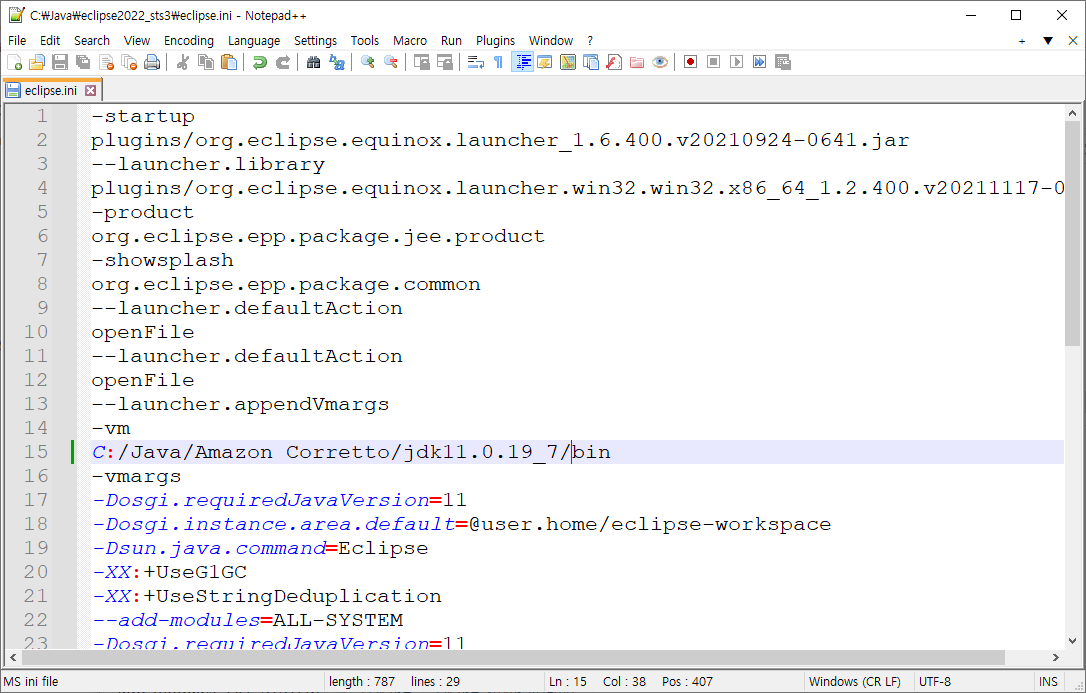 C:₩Java₩eclipse2022_sts3₩eclipse.ini - Notepad++
File Edit Search View Encoding Language Settings Tools Macro Run Plugins Window ?
eclipse.ini
1 -startup
2 plugins/org.eclipse.equinox.launcher_1.6.400.v20210924-0641.jar
3 --launcher.library
4 plugins/org.eclipse.equinox.launcher.win32.win32.x86_64_1.2.400.v20211117-0
5 -product
6 org.eclipse.epp.package.jee.product
7 -showsplash
8 org.eclipse.epp.package.common
9 --launcher.defaultAction
10 openFile
11 --launcher.defaultAction
12 openFile
13 --launcher.appendVmargs
14 -vm
15 C:/Java/Amazon Corretto/jdk11.0.19_7/bin
16 -vmargs
17 -Dosgi.requiredJavaVersion=11
18 -Dosgi.instance.area.default=@user.home/eclipse-workspace
19 -Dsun.java.command=Eclipse
20 -XX:+UseG1GC
21 -XX:+UseStringDeduplication
22 --add-modules=ALL-SYSTEM
23 -Dosgi.requiredJavaVersion=11
MS ini file length : 787 lines : 29 Ln : 15 Col : 38 Pos : 407 Windows (CR LF) UTF-8 INS